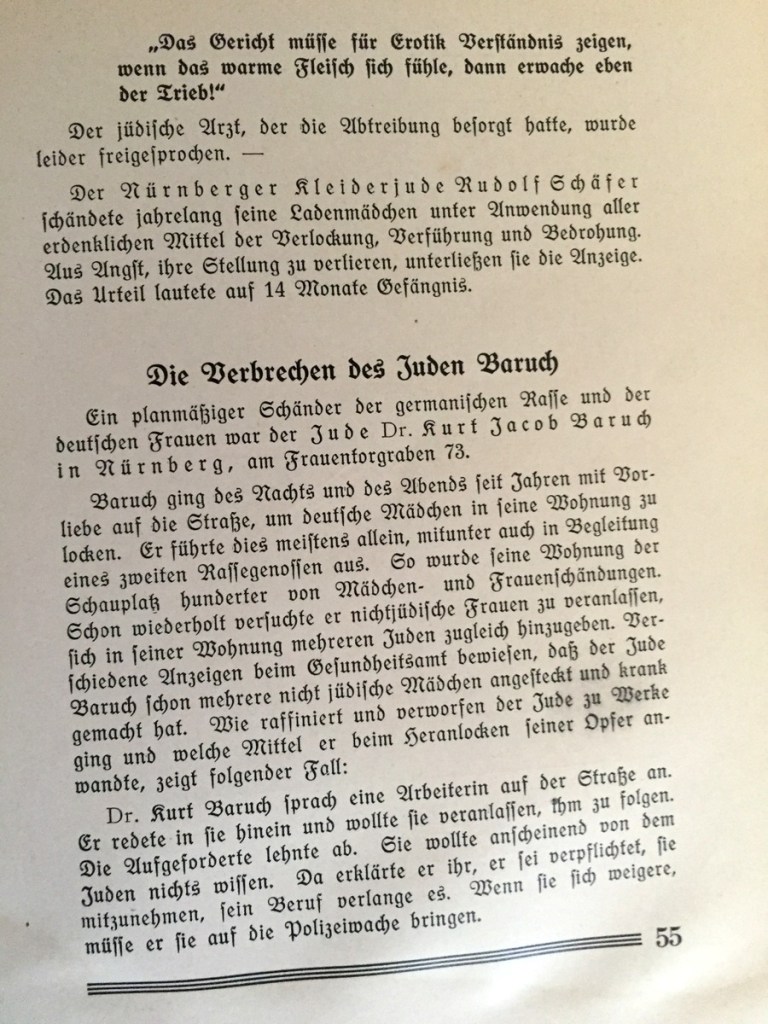 „Das Gericht müsse für Erotik Verständnis zeigen,
wenn das warme Fleisch sich fühle, dann erwache eben
der Trieb!“
Der jüdische Arzt, der die Abtreibung besorgt hatte, wurde
leider freigesprochen. —
Der Nürnberger Kleiderjude Rudolf Schäfer
schändete jahrelang seine Ladenmädchen unter Anwendung aller
erdenklichen Mittel der Verlockung, Verführung und Bedrohung.
Aus Angst, ihre Stellung zu verlieren, unterließen sie die Anzeige.
Das Urteil lautete auf 14 Monate Gefängnis.
Die Verbrechen des Juden Baruch
Ein planmäßiger Schänder der germanischen Rasse und der
deutschen Frauen war der Jude Dr. Kurt Jacob Baruch
in Nürnberg, am Frauentorgraben 73.
Baruch ging des Nachts und des Abends seit Jahren mit Vor-
liebe auf die Straße, um deutsche Mädchen in seine Wohnung zu
locken. Er führte dies meistens allein, mitunter auch in Begleitung
eines zweiten Rassegenossen aus. So wurde seine Wohnung der
Schauplatz hunderter von Mädchen- und Frauenschändungen.
Schon wiederholt versuchte er nichtjüdische Frauen zu veranlassen,
sich in seiner Wohnung mehreren Juden zugleich hinzugeben. Ver-
schiedene Anzeigen beim Gesundheitsamt bewiesen, daß der Jude
Baruch schon mehrere nicht jüdische Mädchen angesteckt und krank
gemacht hat. Wie raffiniert und verworfen der Jude zu Werke
ging und welche Mittel er beim Heranlocken seiner Opfer an-
wandte, zeigt folgender Fall:
Dr. Kurt Baruch sprach eine Arbeiterin auf der Straße an.
Er redete in sie hinein und wollte sie veranlassen, ihm zu folgen.
Die Aufgeforderte lehnte ab. Sie wollte anscheinend von dem
Juden nichts wissen. Da erklärte er ihr, er sei verpflichtet, sie
mitzunehmen, sein Beruf verlange es. Wenn sie sich weigere,
müsse er sie auf die Polizeiwache bringen.
55